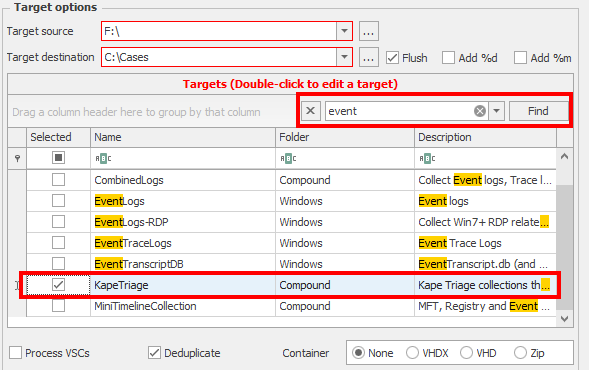 Target options
Target source F:\ ...
Target destination C:\Cases ... Flush Add %d Add %m
Targets (Double-click to edit a target)
Drag a column header here to group by that column event Find
Selected Name Folder Description
ABC ABC ABC
CombinedLogs Compound Collect Event logs, Trace l...
EventLogs Windows Event logs
EventLogs-RDP Windows Collect Win7+ RDP relate...
EventTraceLogs Windows Event Trace Logs
EventTranscriptDB Windows EventTranscript.db (and ...
KapeTriage Compound Kape Triage collections th...
MiniTimelineCollection Compound MFT, Registry and Event ...
Process VSCs Deduplicate Container None VHDX VHD Zip